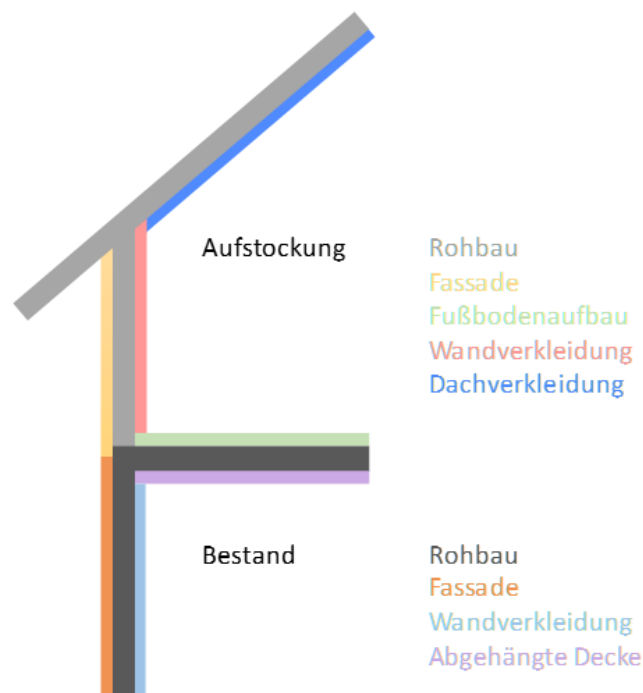 Aufstockung Rohbau
Fassade
Fußbodenaufbau
Wandverkleidung
Dachverkleidung
Bestand Rohbau
Fassade
Wandverkleidung
Abgehängte Decke